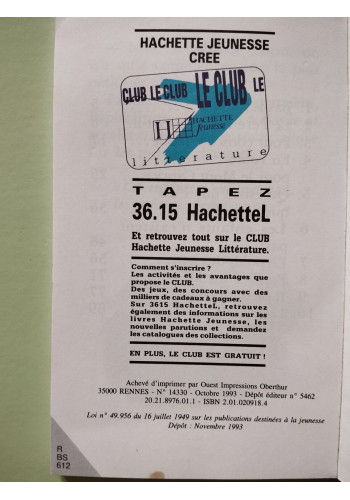 HACHETTE JEUNESSE
CREE
CLUB LE CLUB LE CLUB LE
H HACHETTE
Jeunesse
littérature
TAPEZ
36.15 HachetteL
Et retrouvez tout sur le CLUB
Hachette Jeunesse Littérature.
Comment s'inscrire ?
Les activités et les avantages que
propose le CLUB.
Des jeux, des concours avec des
milliers de cadeaux à gagner.
Sur 3615 HachetteL, retrouvez
également des informations sur les
livres Hachette Jeunesse, les
nouvelles parutions et demandez
les catalogues des collections.
EN PLUS, LE CLUB EST GRATUIT !
Achevé d'imprimer par Ouest Impressions Oberthur
35000 RENNES - N° 14330 - Octobre 1993 - Dépôt éditeur n° 5462
20.21.8976.01.1 - ISBN 2.01.020918.4
Loi n° 49.956 du 16 juillet 1949 sur les publications destinées à la jeunesse
Dépôt : Novembre 1993
R
BS
612